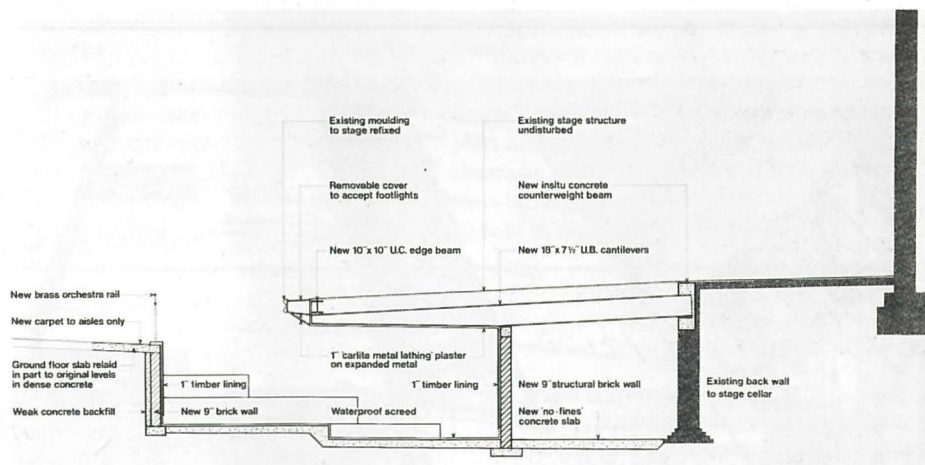 Existing moulding
to stage refixed
Existing stage structure
undisturbed
Removable cover
to accept footlights
New insitu concrete
counterweight beam
New 10"x 10" U.C. edge beam
New 18"x 7½" U.B. cantilevers
New brass orchestra rail
New carpet to aisles only
Ground floor slab relaid
in part to original levels
in dense concrete
1" 'carlite metal lathing' plaster
on expanded metal
1" timber lining
1" timber lining
New 9" structural brick wall
Existing back wall
to stage cellar
Weak concrete backfill
New 9" brick wall
Waterproof screed
New 'no-fines'
concrete slab